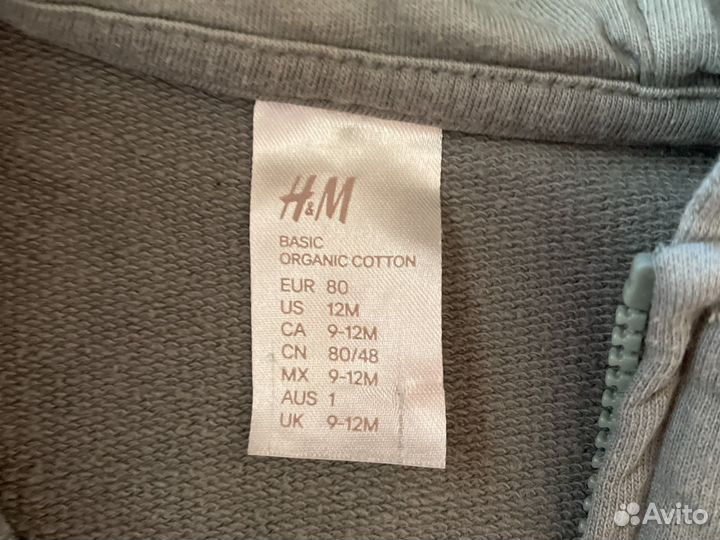 H&M
BASIC
ORGANIC COTTON
EUR 80
US 12M
CA 9-12M
CN 80/48
MX 9-12M
AUS 1
UK 9-12M
Avito